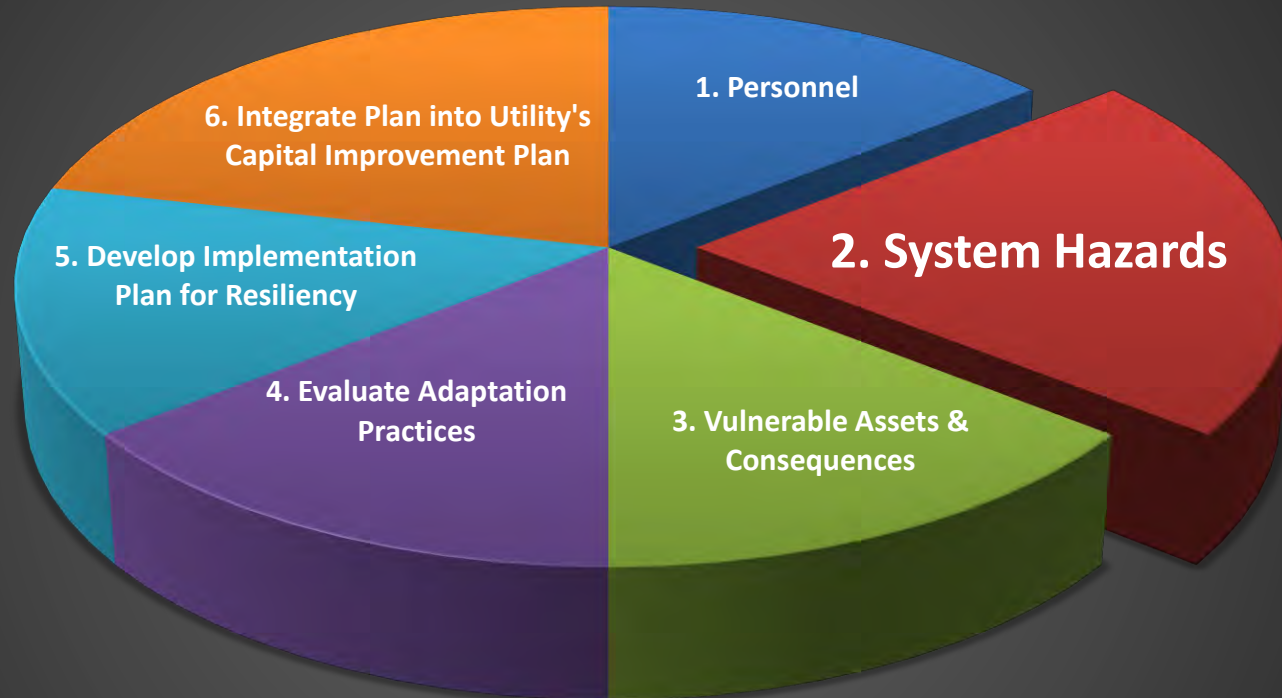 1. Personnel
2. System Hazards
3. Vulnerable Assets &
Consequences
4. Evaluate Adaptation
Practices
5. Develop Implementation
Plan for Resiliency
6. Integrate Plan into Utility's
Capital Improvement Plan